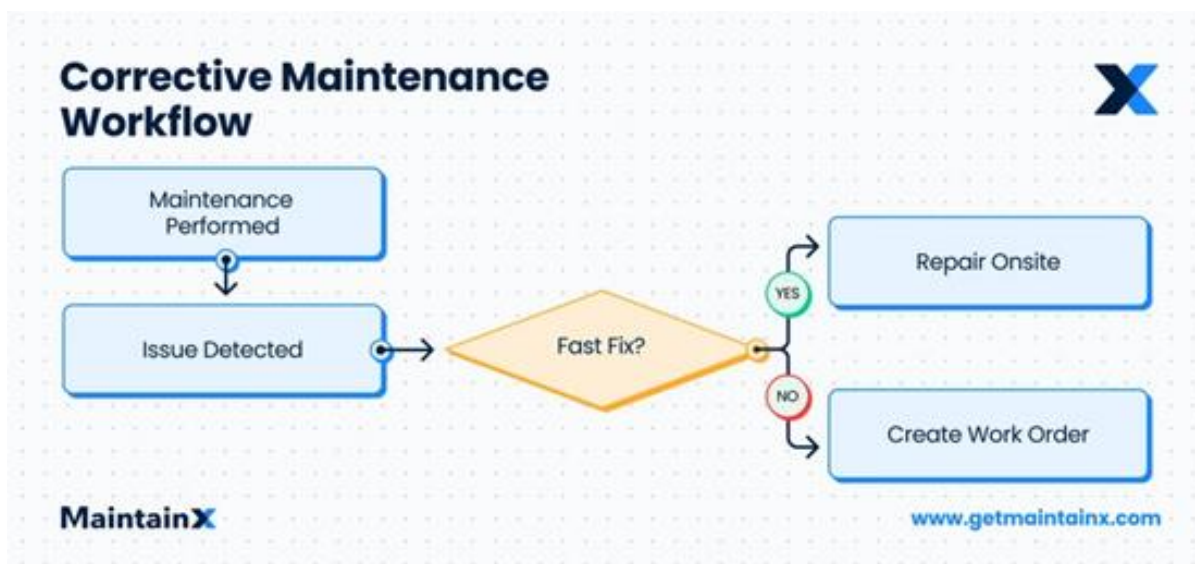 Corrective Maintenance
Workflow
Maintenance
Performed
Issue Detected
Fast Fix?
YES
NO
Repair Onsite
Create Work Order
MaintainX
www.getmaintainx.com